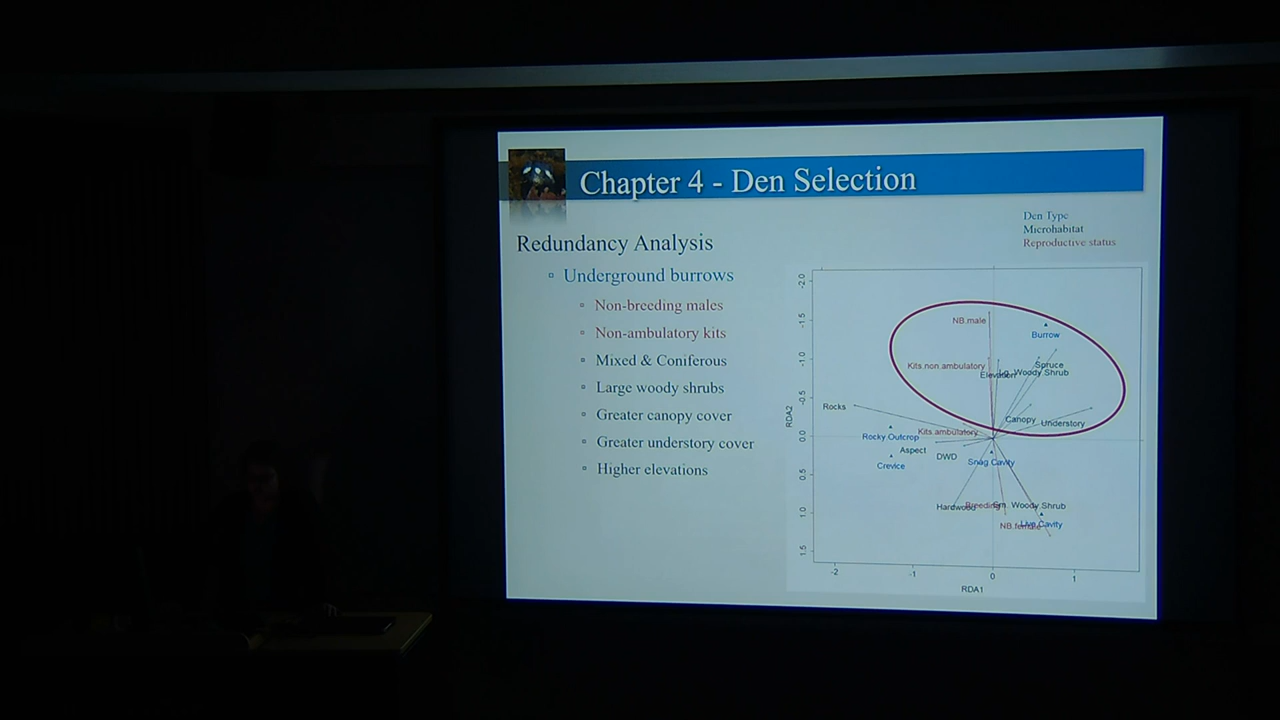 Chapter 4 - Den Selection
Redundancy Analysis
▫ Underground burrows
▫ Non-breeding males
▫ Non-ambulatory kits
▫ Mixed & Coniferous
▫ Large woody shrubs
▫ Greater canopy cover
▫ Greater understory cover
▫ Higher elevations
Den Type
Microhabitat
Reproductive status
-2.0
-1.5
-1.0
-0.5
0.0
0.5
1.0
1.5
RDA2
NB.male
Burrow
Kits.non.ambulatory
Spruce
Elevation
Woody Shrub
Rocks
Canopy
Understory
Kits.ambulatory
Rocky Outcrop
Aspect
DWD
Crevice
Snag Cavity
Hardwood
Breeding
Sm. Woody Shrub
NB.female
Live Cavity
-2
-1
0
1
RDA1